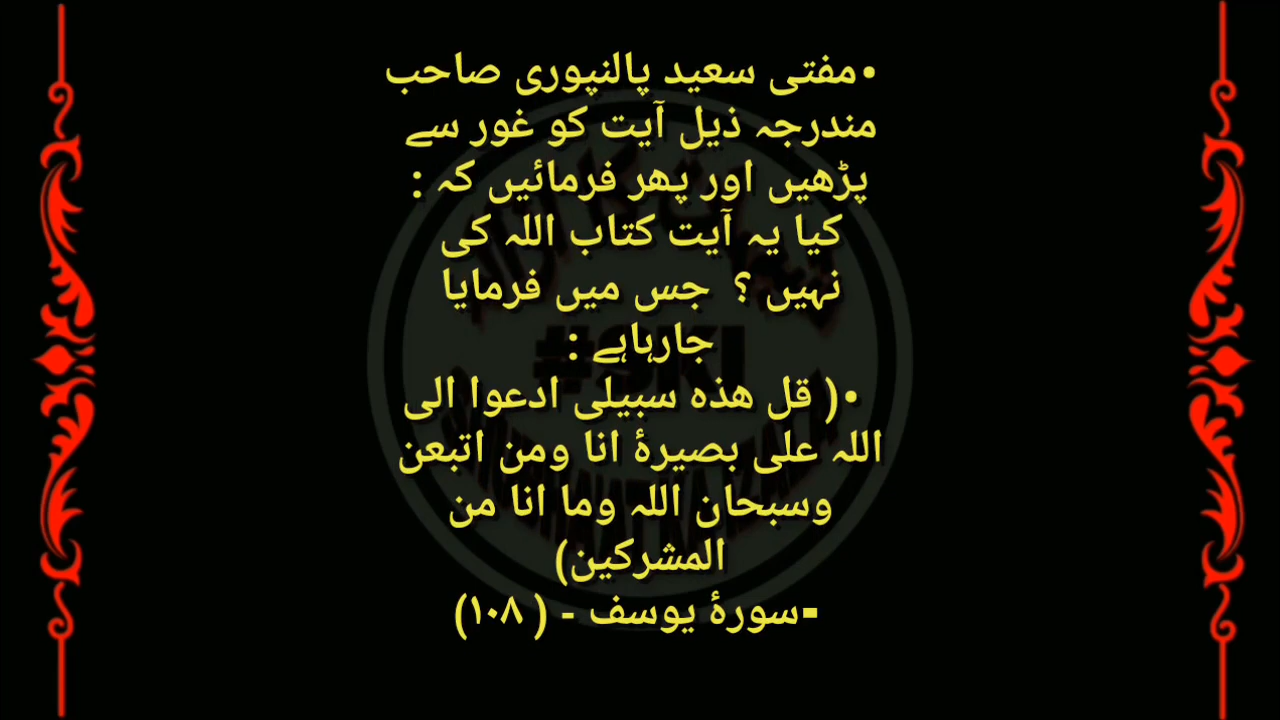 •مفتی سعید پالنپوری صاحب
مندرجہ ذیل آیت کو غور سے
پڑھیں اور پھر فرمائیں کہ :
کیا یہ آیت کتاب اللہ کی
نہیں ؟ جس میں فرمایا
جارہاہے :
•( قل ھذہ سبیلی ادعوا الی
اللہ علی بصیرۂ انا ومن اتبعن
وسبحان اللہ وما انا من
المشرکین)
▪سورۂ یوسف - ( ۱۰۸)
#SKI